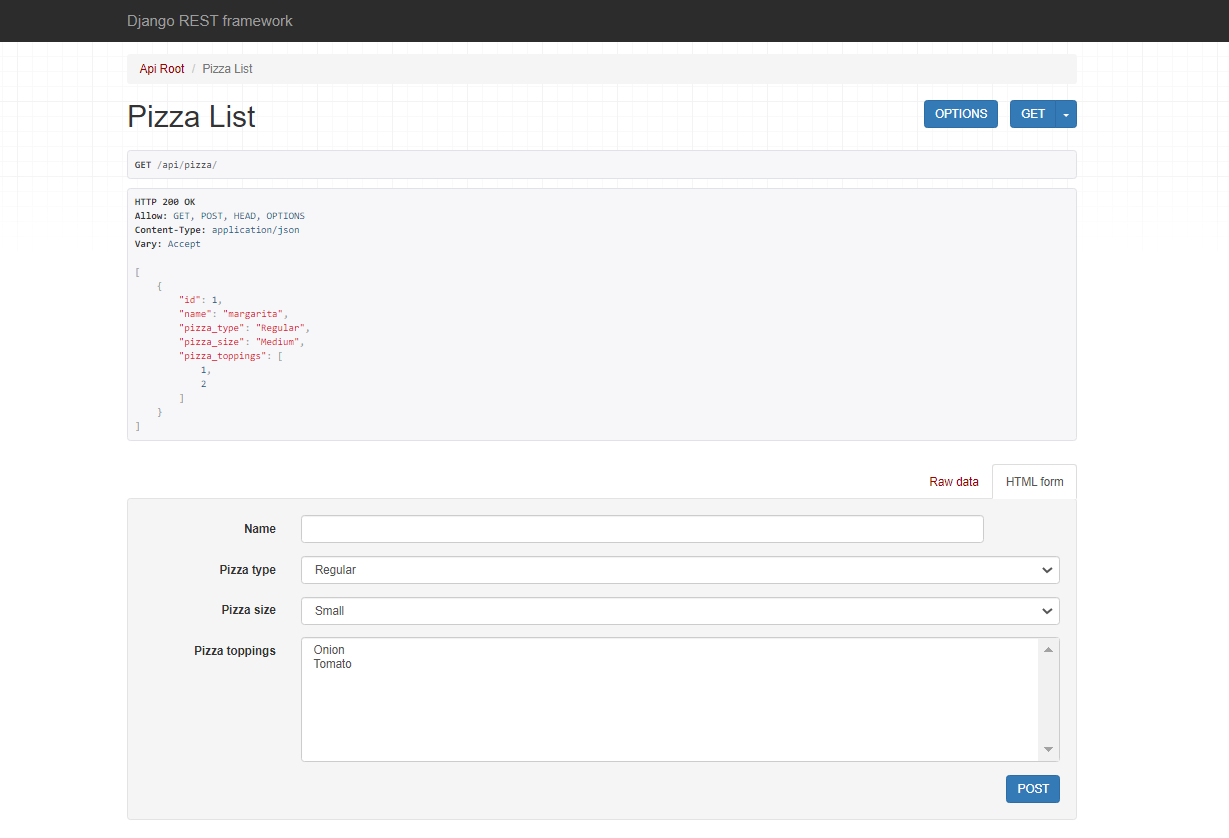 Django REST framework
Api Root / Pizza List
Pizza List
OPTIONS
GET
GET /api/pizza/
HTTP 200 OK
Allow: GET, POST, HEAD, OPTIONS
Content-Type: application/json
Vary: Accept
[
    {
        "id": 1,
        "name": "margarita",
        "pizza_type": "Regular",
        "pizza_size": "Medium",
        "pizza_toppings": [
            1,
            2
        ]
    }
]
Raw data
HTML form
Name
Pizza type
Regular
Pizza size
Small
Pizza toppings
Onion
Tomato
POST